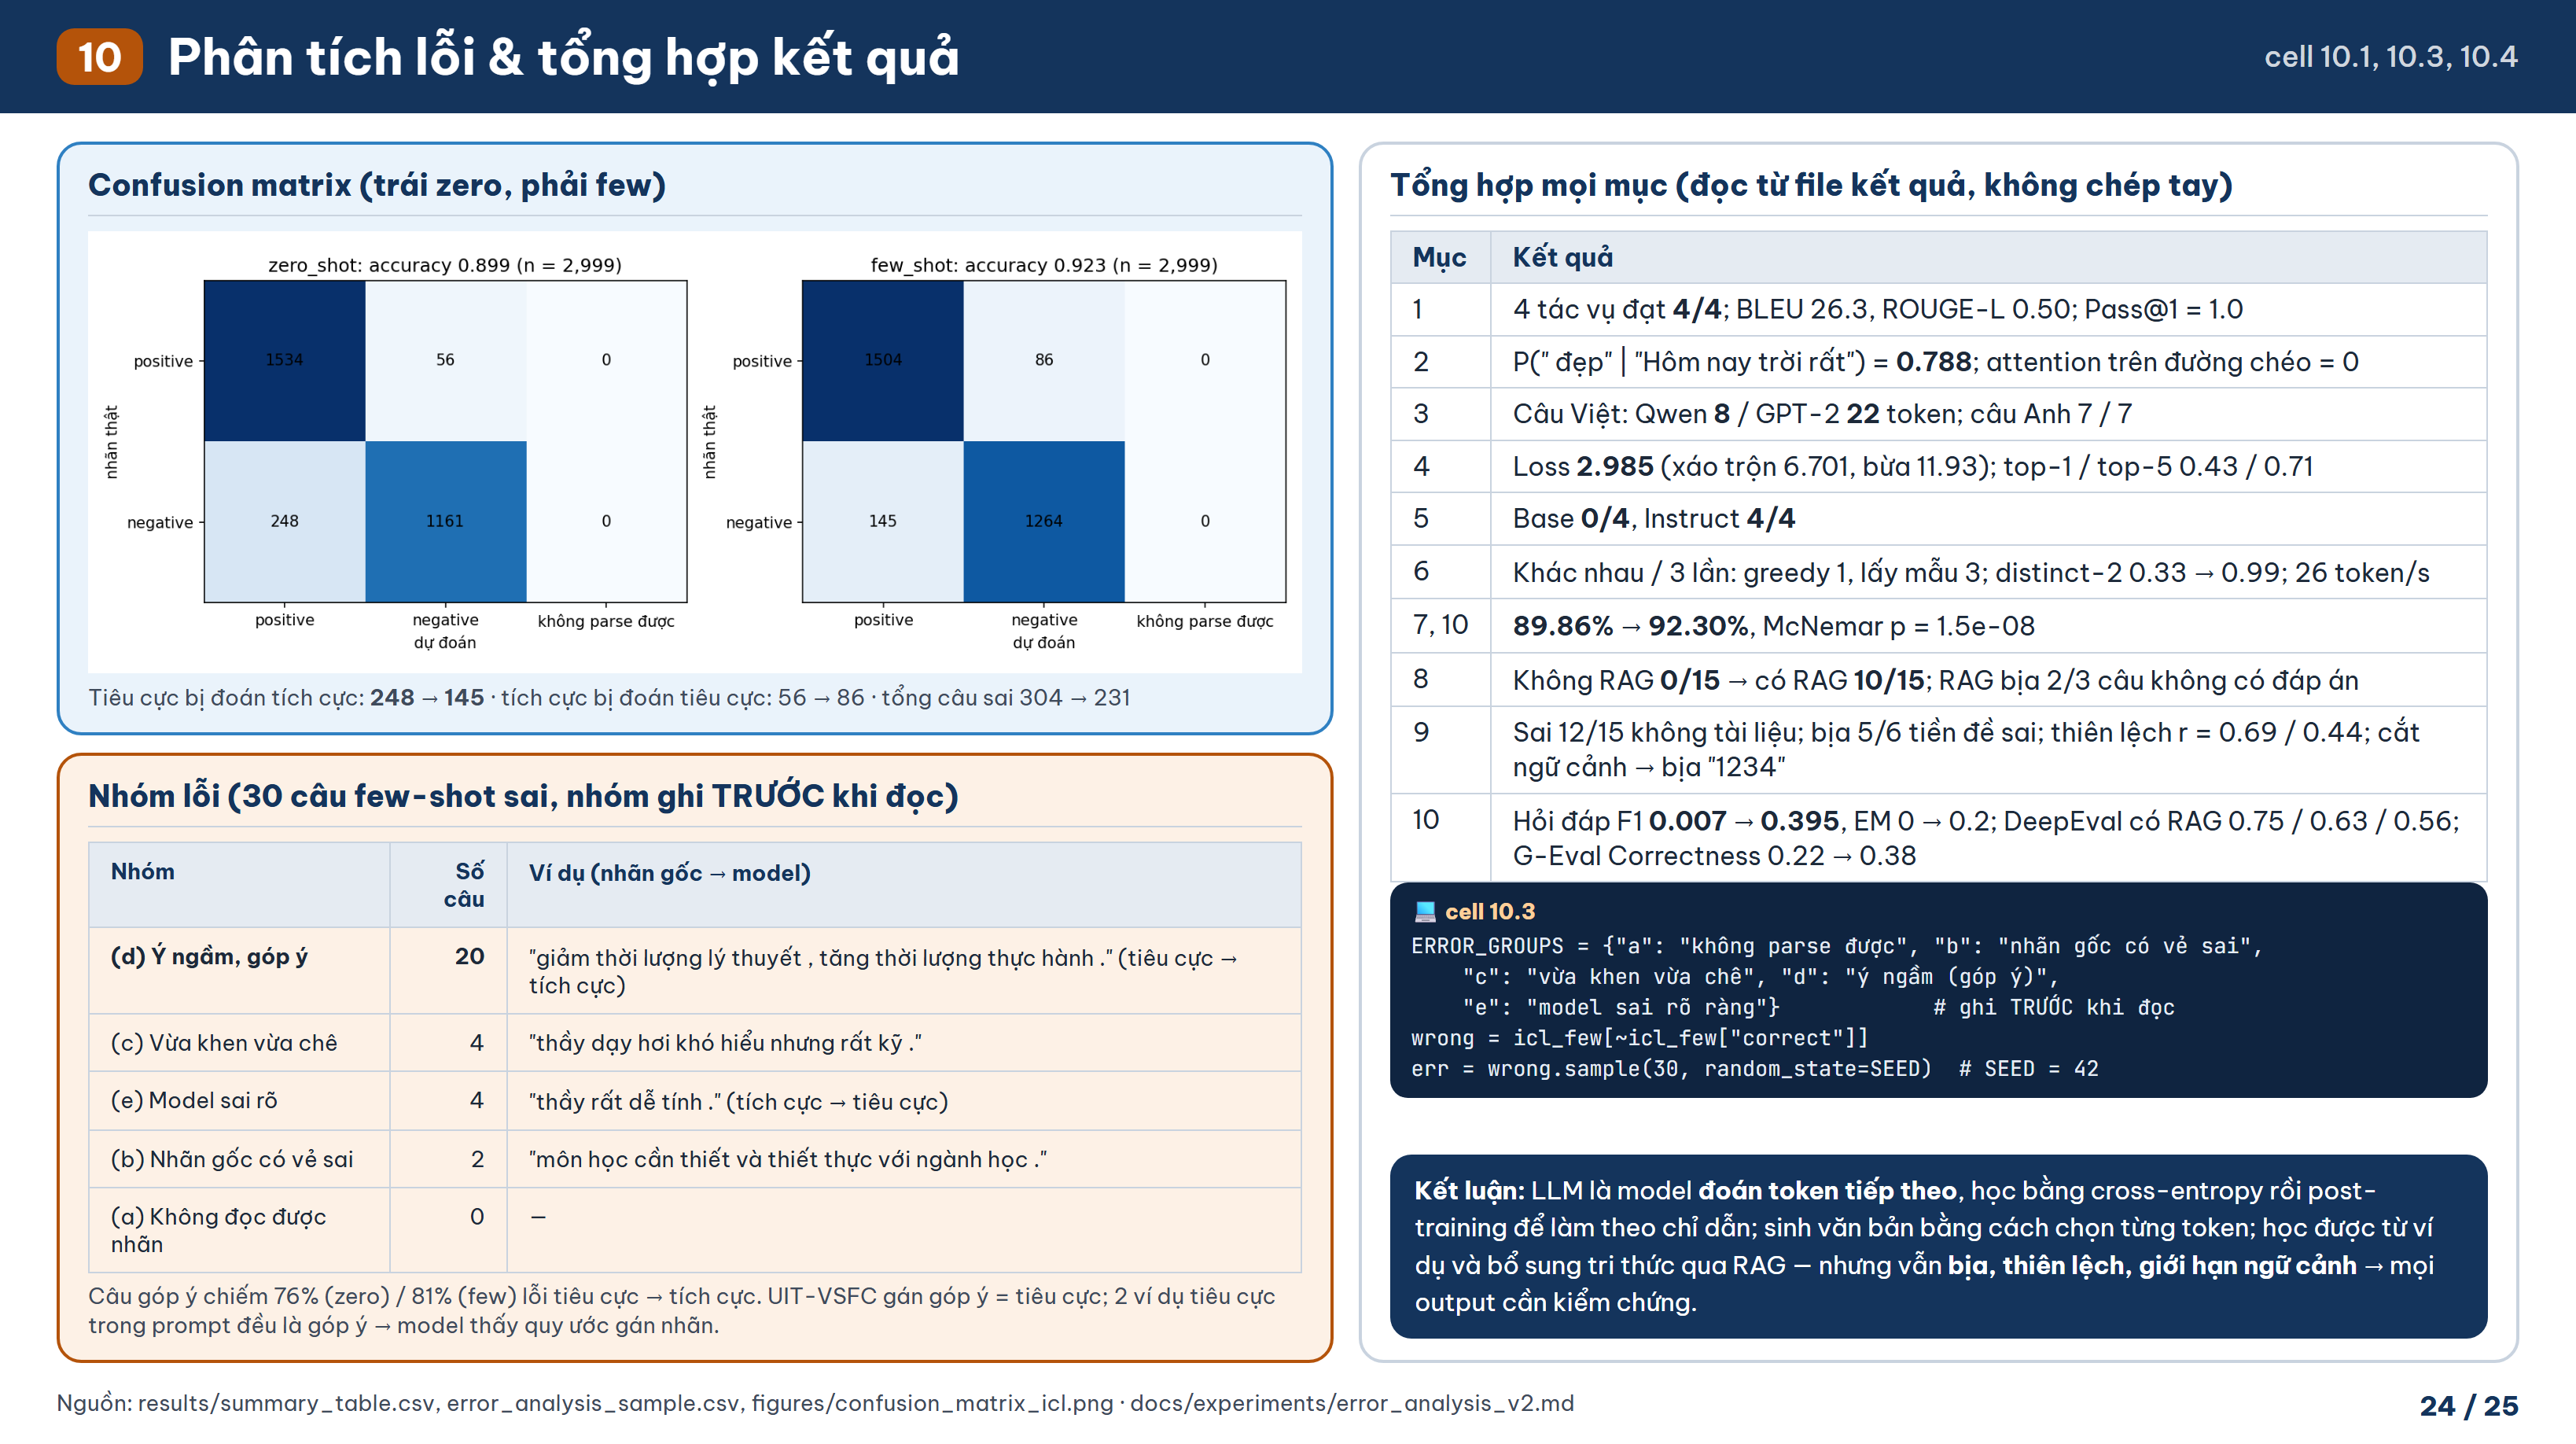 10 Phân tích lỗi & tổng hợp kết quả
cell 10.1, 10.3, 10.4
Confusion matrix (trái zero, phải few)
zero_shot: accuracy 0.899 (n = 2,999)
positive 1534 56 0
negative 248 1161 0
nhãn thật
positive negative không parse được
dự đoán
few_shot: accuracy 0.923 (n = 2,999)
positive 1504 86 0
negative 145 1264 0
nhãn thật
positive negative không parse được
dự đoán
Tiêu cực bị đoán tích cực: 248 → 145 · tích cực bị đoán tiêu cực: 56 → 86 · tổng câu sai 304 → 231
Nhóm lỗi (30 câu few-shot sai, nhóm ghi TRƯỚC khi đọc)
Nhóm Số câu Ví dụ (nhãn gốc → model)
(d) Ý ngầm, góp ý 20 "giảm thời lượng lý thuyết , tăng thời lượng thực hành ." (tiêu cực →
tích cực)
(c) Vừa khen vừa chê 4 "thầy dạy hơi khó hiểu nhưng rất kỹ ."
(e) Model sai rõ 4 "thầy rất dễ tính ." (tích cực → tiêu cực)
(b) Nhãn gốc có vẻ sai 2 "môn học cần thiết và thiết thực với ngành học ."
(a) Không đọc được
nhãn 0 —
Câu góp ý chiếm 76% (zero) / 81% (few) lỗi tiêu cực → tích cực. UIT-VSFC gán góp ý = tiêu cực; 2 ví dụ tiêu cực
trong prompt đều là góp ý → model thấy quy ước gán nhãn.
Tổng hợp mọi mục (đọc từ file kết quả, không chép tay)
Mục Kết quả
1 4 tác vụ đạt 4/4; BLEU 26.3, ROUGE-L 0.50; Pass@1 = 1.0
2 P(" đẹp" | "Hôm nay trời rất") = 0.788; attention trên đường chéo = 0
3 Câu Việt: Qwen 8 / GPT-2 22 token; câu Anh 7 / 7
4 Loss 2.985 (xáo trộn 6.701, bừa 11.93); top-1 / top-5 0.43 / 0.71
5 Base 0/4, Instruct 4/4
6 Khác nhau / 3 lần: greedy 1, lấy mẫu 3; distinct-2 0.33 → 0.99; 26 token/s
7, 10 89.86% → 92.30%, McNemar p = 1.5e-08
8 Không RAG 0/15 → có RAG 10/15; RAG bịa 2/3 câu không có đáp án
9 Sai 12/15 không tài liệu; bịa 5/6 tiền đề sai; thiên lệch r = 0.69 / 0.44; cắt
ngữ cảnh → bịa "1234"
10 Hỏi đáp F1 0.007 → 0.395, EM 0 → 0.2; DeepEval có RAG 0.75 / 0.63 / 0.56;
G-Eval Correctness 0.22 → 0.38
💻 cell 10.3
ERROR_GROUPS = {"a": "không parse được", "b": "nhãn gốc có vẻ sai",
"c": "vừa khen vừa chê", "d": "ý ngầm (góp ý)",
"e": "model sai rõ ràng"} # ghi TRƯỚC khi đọc
wrong = icl_few[~icl_few["correct"]]
err = wrong.sample(30, random_state=SEED) # SEED = 42
Kết luận: LLM là model đoán token tiếp theo, học bằng cross-entropy rồi post-
training để làm theo chỉ dẫn; sinh văn bản bằng cách chọn từng token; học được từ ví
dụ và bổ sung tri thức qua RAG — nhưng vẫn bịa, thiên lệch, giới hạn ngữ cảnh → mọi
output cần kiểm chứng.
Nguồn: results/summary_table.csv, error_analysis_sample.csv, figures/confusion_matrix_icl.png · docs/experiments/error_analysis_v2.md
24 / 25